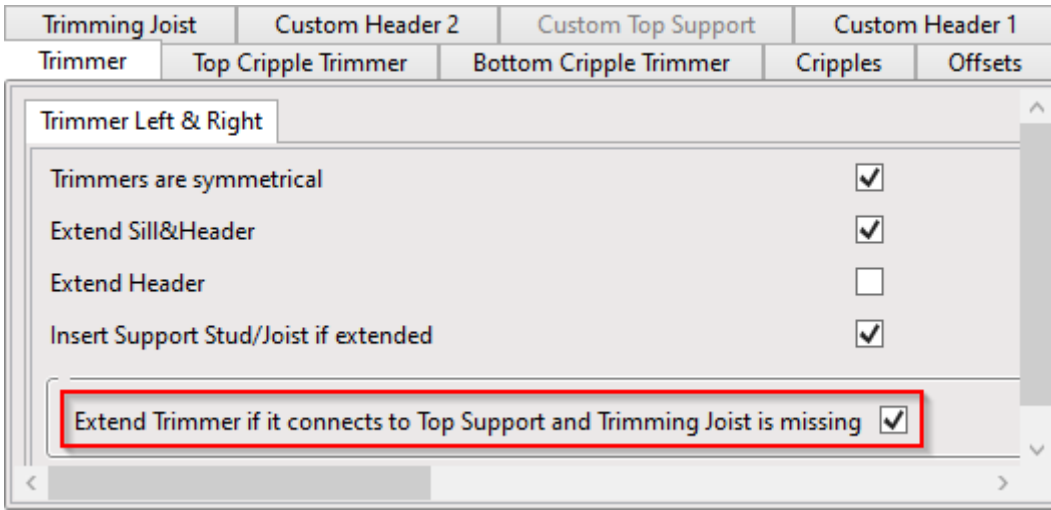 Trimming Joist Custom Header 2 Custom Top Support Custom Header 1
Trimmer Top Cripple Trimmer Bottom Cripple Trimmer Cripples Offsets
Trimmer Left & Right
Trimmers are symmetrical
Extend Sill&Header
Extend Header
Insert Support Stud/Joist if extended
Extend Trimmer if it connects to Top Support and Trimming Joist is missing